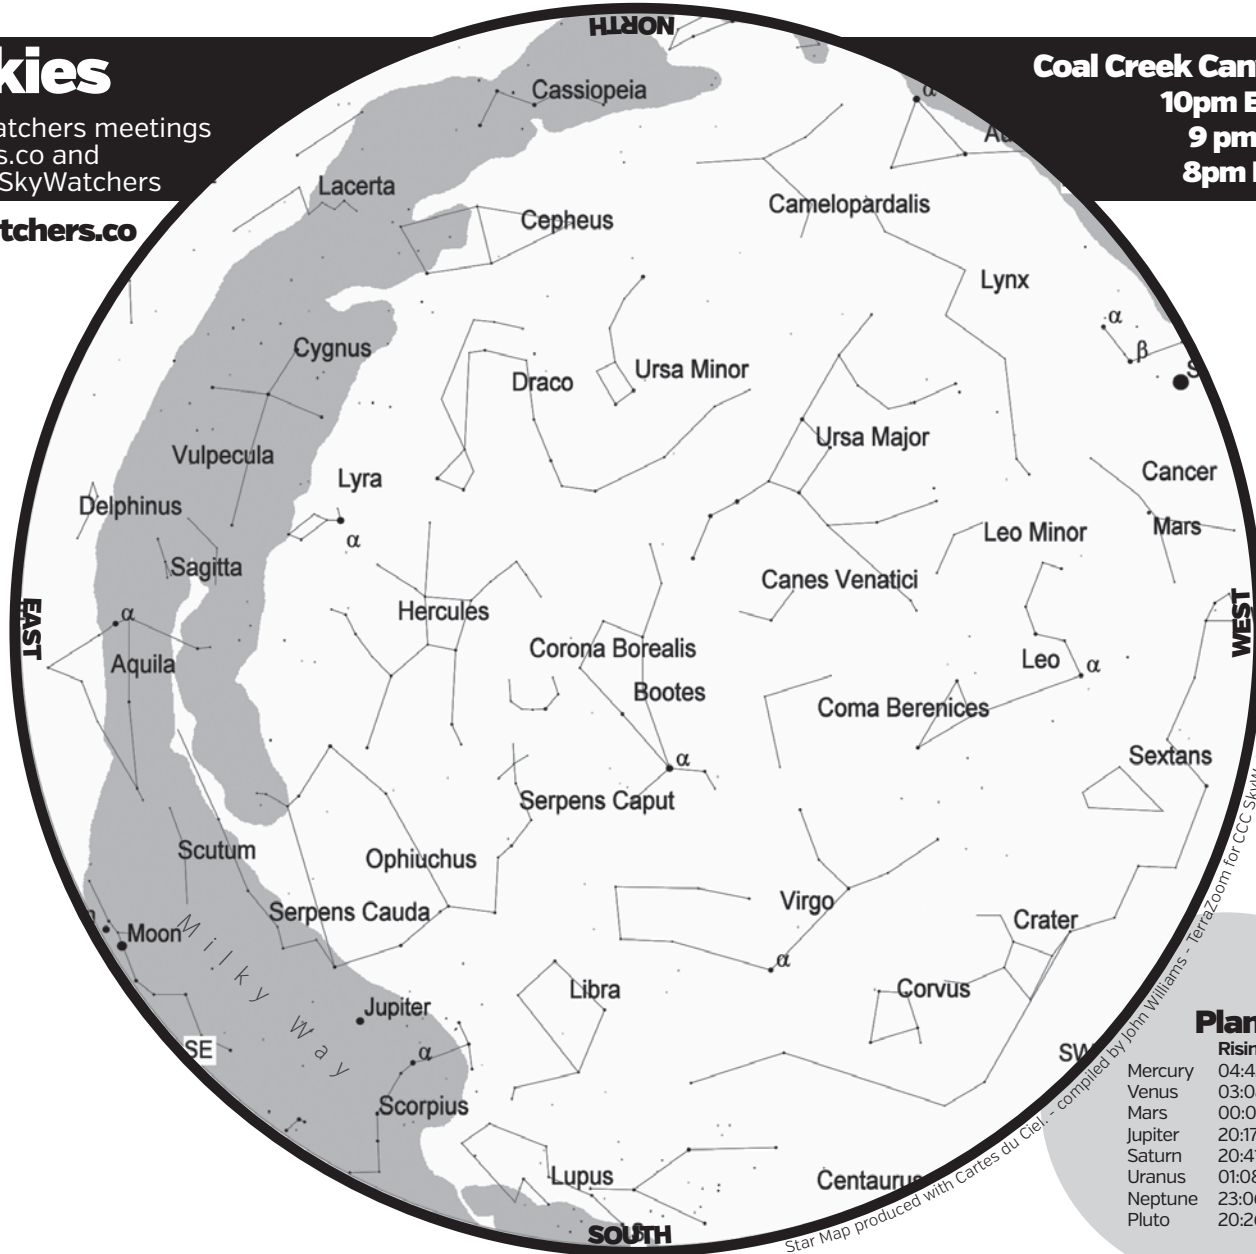 kies
atchers meetings
s.co and
SkyWatchers
tchers.co
Coal Creek Can
10pm E
9 pm
8pm
NORTH
Cassiopeia
α
Au
Lacerta
Cepheus
Camelopardalis
Lynx
α
β
S
Cygnus
Draco
Ursa Minor
Ursa Major
Vulpecula
Lyra
Cancer
Delphinus
α
Leo Minor
Mars
Sagitta
Canes Venatici
EAST
α
Hercules
WEST
Corona Borealis
Aquila
Leo
α
Bootes
Coma Berenices
α
Sextans
Serpens Caput
Scutum
Ophiuchus
Virgo
Serpens Cauda
Crater
n
Moon
Milky Way
α
Libra
Corvus
Jupiter
SE
α
SW
Scorpius
Lupus
Centaurus
SOUTH
S
Star Map produced with Cartes du Ciel. - compiled by John Williams - TerraZoom for CCC SkyW
Plan
Risin
Mercury 04:4
Venus 03:0
Mars 00:0
Jupiter 20:17
Saturn 20:4
Uranus 01:08
Neptune 23:0
Pluto 20:2